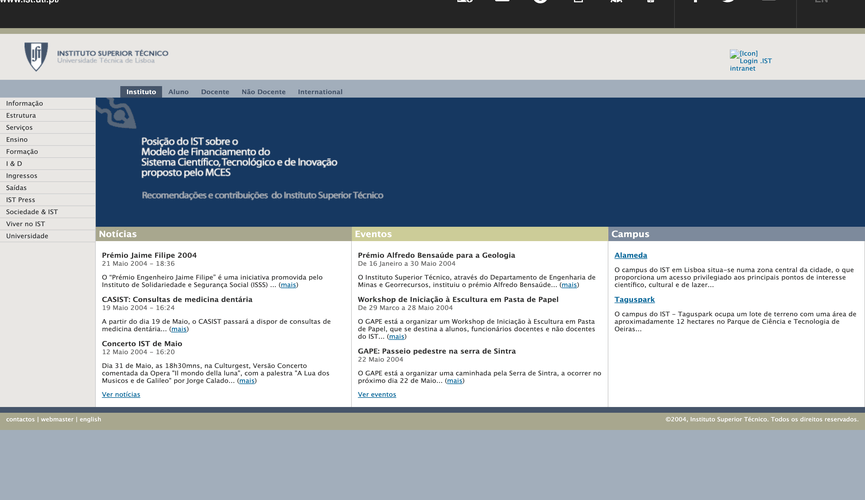 www.ist.utl.pt/
EN
INSTITUTO SUPERIOR TÉCNICO
Universidade Técnica de Lisboa
[Icon]
Login .IST
intranet
Instituto Aluno Docente Não Docente International
Informação
Estrutura
Serviços
Ensino
Formação
I & D
Ingressos
Saídas
IST Press
Sociedade & IST
Viver no IST
Universidade
Posição do IST sobre o
Modelo de Financiamento do
Sistema Científico, Tecnológico e de Inovação
proposto pelo MCES
Recomendações e contribuições do Instituto Superior Técnico
Notícias
Prémio Jaime Filipe 2004
21 Maio 2004 - 18:36
O "Prémio Engenheiro Jaime Filipe" é uma iniciativa promovida pelo
Instituto de Solidariedade e Segurança Social (ISSS) ... (mais)
CASIST: Consultas de medicina dentária
19 Maio 2004 - 16:24
A partir do dia 19 de Maio, o CASIST passará a dispor de consultas de
medicina dentária... (mais)
Concerto IST de Maio
12 Maio 2004 - 16:20
Dia 31 de Maio, as 18h30mns, na Culturgest, Versão Concerto
comentada da Opera "Il mondo della luna", com a palestra "A Lua dos
Musicos e de Galileo" por Jorge Calado... (mais)
Ver notícias
Eventos
Prémio Alfredo Bensaúde para a Geologia
De 16 Janeiro a 30 Maio 2004
O Instituto Superior Técnico, através do Departamento de Engenharia de
Minas e Georrecursos, instituiu o prémio Alfredo Bensaúde... (mais)
Workshop de Iniciação à Escultura em Pasta de Papel
De 29 Marco a 28 Maio 2004
O GAPE está a organizar um Workshop de Iniciação à Escultura em Pasta
de Papel, que se destina a alunos, funcionários docentes e não docentes
do IST... (mais)
GAPE: Passeio pedestre na serra de Sintra
22 Maio 2004
O GAPE está a organizar uma caminhada pela Serra de Sintra, a ocorrer no
próximo dia 22 de Maio... (mais)
Ver eventos
Campus
Alameda
O campus do IST em Lisboa situa-se numa zona central da cidade, o que
proporciona um acesso privilegiado aos principais pontos de interesse
científico, cultural e de lazer...
Taguspark
O campus do IST - Taguspark ocupa um lote de terreno com uma área de
aproximadamente 12 hectares no Parque de Ciência e Tecnologia de
Oeiras...
contactos | webmaster | english
©2004, Instituto Superior Técnico. Todos os direitos reservados.